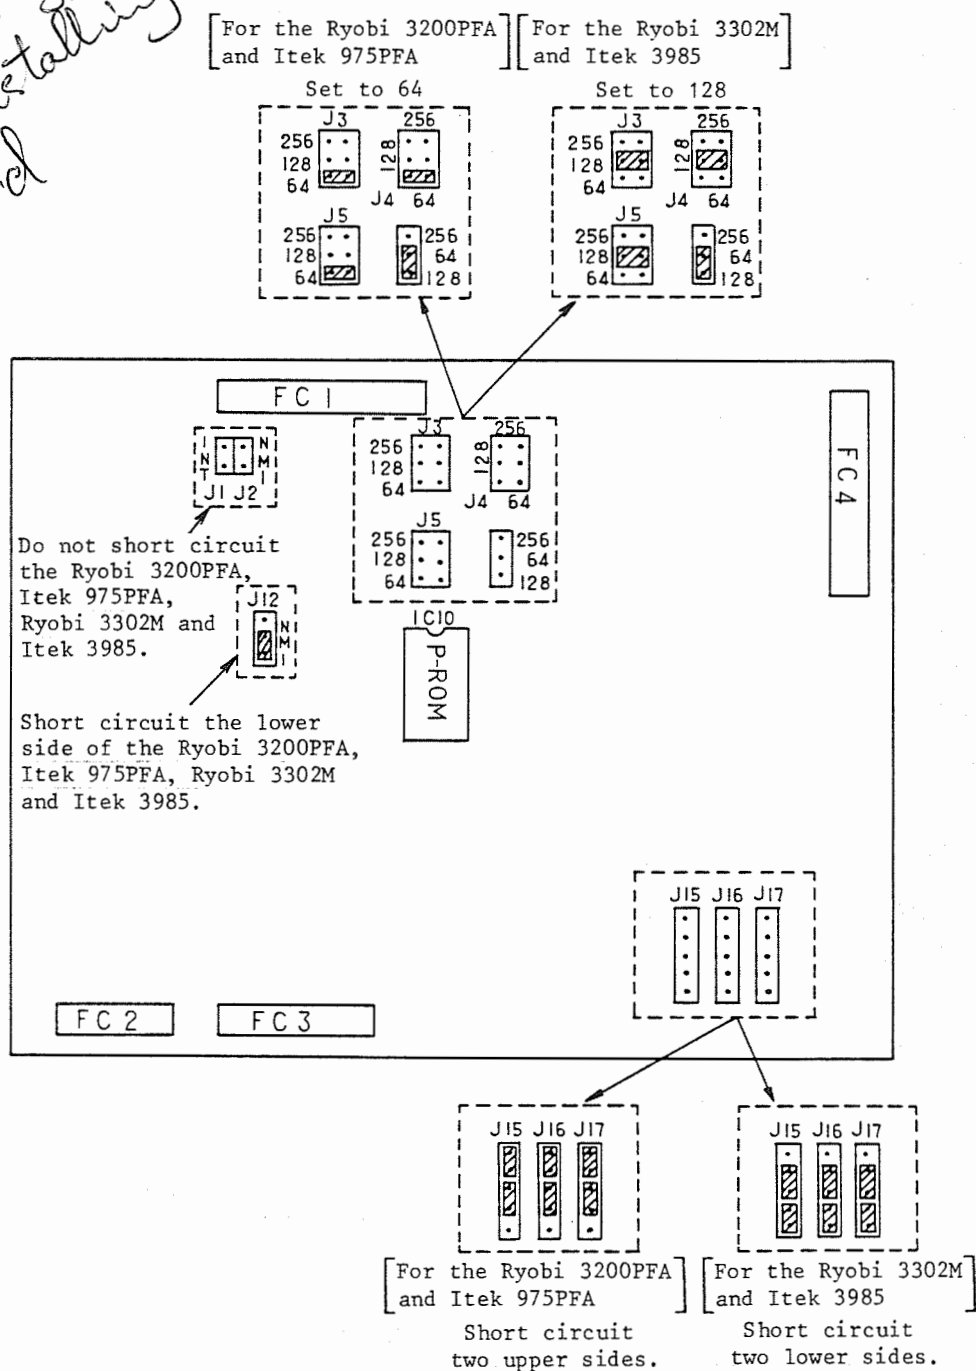 stalling
[For the Ryobi 3200PFA
and Itek 975PFA]
Set to 64
J3 256
256
128
64
128
J4 64
J5
256
128
64
256
64
128
[For the Ryobi 3302M
and Itek 3985]
Set to 128
J3 256
256
128
64
128
J4 64
J5
256
128
64
256
64
128
FC1
INT NMI
J1 J2
Do not short circuit
the Ryobi 3200PFA,
Itek 975PFA,
Ryobi 3302M and
Itek 3985.
J3 256
256
128
64
128
J4 64
J5
256
128
64
256
64
128
FC4
J12
NMI
IC10
P-ROM
Short circuit the lower
side of the Ryobi 3200PFA,
Itek 975PFA, Ryobi 3302M
and Itek 3985.
J15 J16 J17
FC2
FC3
J15 J16 J17
[For the Ryobi 3200PFA
and Itek 975PFA]
Short circuit
two upper sides.
J15 J16 J17
[For the Ryobi 3302M
and Itek 3985]
Short circuit
two lower sides.